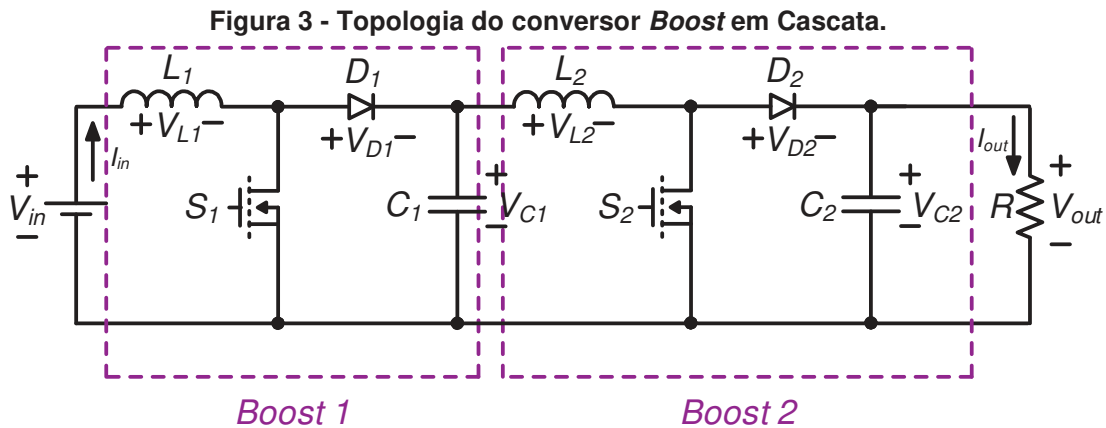 Figura 3 - Topologia do conversor Boost em Cascata.
L1
D1
L2
D2
+VL1−
+VD1−
+VL2−
+VD2−
Iin
Iout
+
Vin
−
S1
C1
+
VC1
−
S2
C2
+
VC2
−
R
+
Vout
−
Boost 1
Boost 2